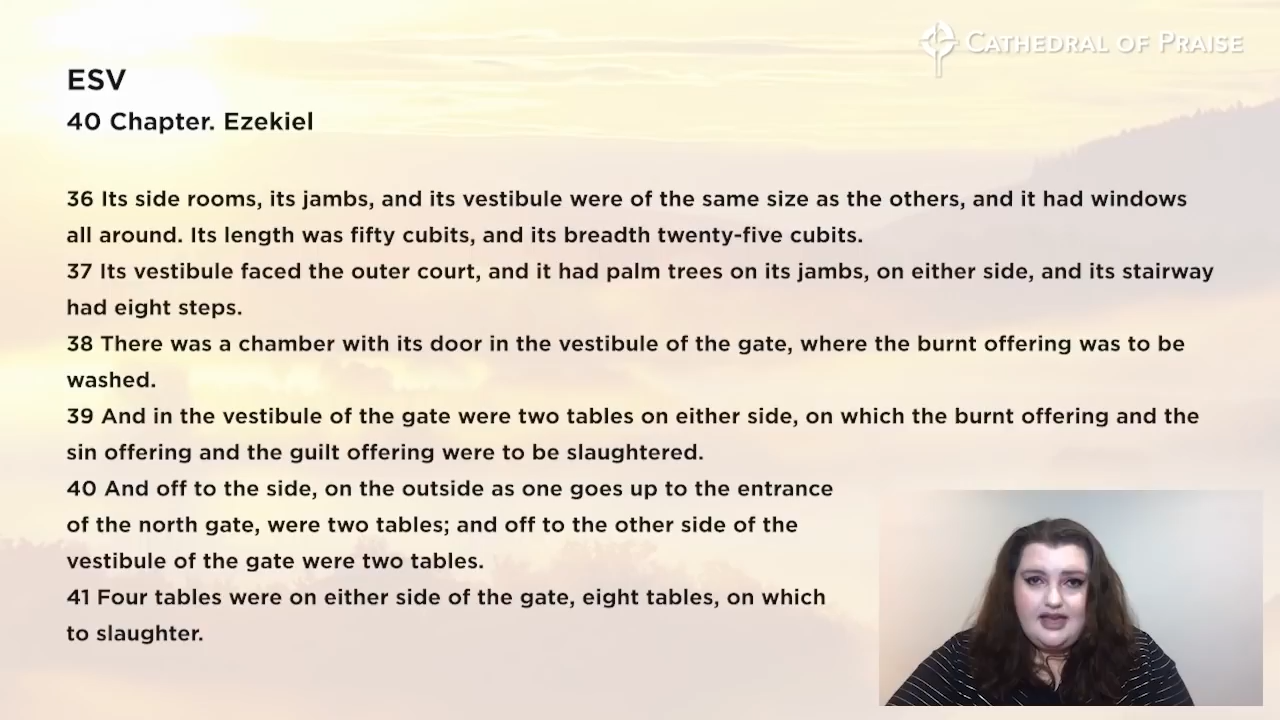 CATHEDRAL OF PRAISE
ESV
40 Chapter. Ezekiel
36 Its side rooms, its jambs, and its vestibule were of the same size as the others, and it had windows
all around. Its length was fifty cubits, and its breadth twenty-five cubits.
37 Its vestibule faced the outer court, and it had palm trees on its jambs, on either side, and its stairway
had eight steps.
38 There was a chamber with its door in the vestibule of the gate, where the burnt offering was to be
washed.
39 And in the vestibule of the gate were two tables on either side, on which the burnt offering and the
sin offering and the guilt offering were to be slaughtered.
40 And off to the side, on the outside as one goes up to the entrance
of the north gate, were two tables; and off to the other side of the
vestibule of the gate were two tables.
41 Four tables were on either side of the gate, eight tables, on which
to slaughter.